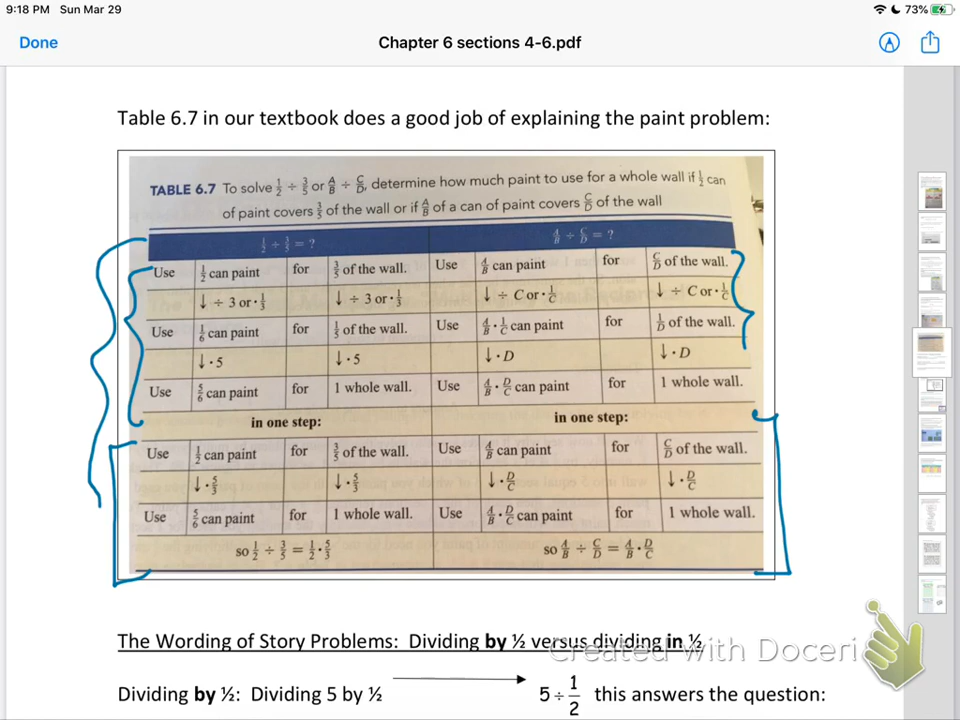 9:18 PM Sun Mar 29 73%
Done Chapter 6 sections 4-6.pdf
Table 6.7 in our textbook does a good job of explaining the paint problem:
TABLE 6.7 To solve 1/2 ÷ 3/5 or A/B ÷ C/D, determine how much paint to use for a whole wall if 1/2 can
of paint covers 3/5 of the wall or if A/B of a can of paint covers C/D of the wall
1/2 ÷ 3/5 = ? A/B ÷ C/D = ?
Use 1/2 can paint for 3/5 of the wall. Use A/B can paint for C/D of the wall.
↓ ÷ 3 or · 1/3 ↓ ÷ 3 or · 1/3 ↓ ÷ C or · 1/C ↓ ÷ C or · 1/C
Use 1/6 can paint for 1/5 of the wall. Use A/B · 1/C can paint for 1/D of the wall.
↓ · 5 ↓ · 5 ↓ · D ↓ · D
Use 5/6 can paint for 1 whole wall. Use A/B · D/C can paint for 1 whole wall.
in one step: in one step:
Use 1/2 can paint for 3/5 of the wall. Use A/B can paint for C/D of the wall.
↓ · 5/3 ↓ · 5/3 ↓ · D/C ↓ · D/C
Use 5/6 can paint for 1 whole wall. Use A/B · D/C can paint for 1 whole wall.
so 1/2 ÷ 3/5 = 1/2 · 5/3 so A/B ÷ C/D = A/B · D/C
The Wording of Story Problems: Dividing by ½ versus dividing in ½
Created with Doceri
Dividing by ½: Dividing 5 by ½ 5 ÷ 1/2 this answers the question: